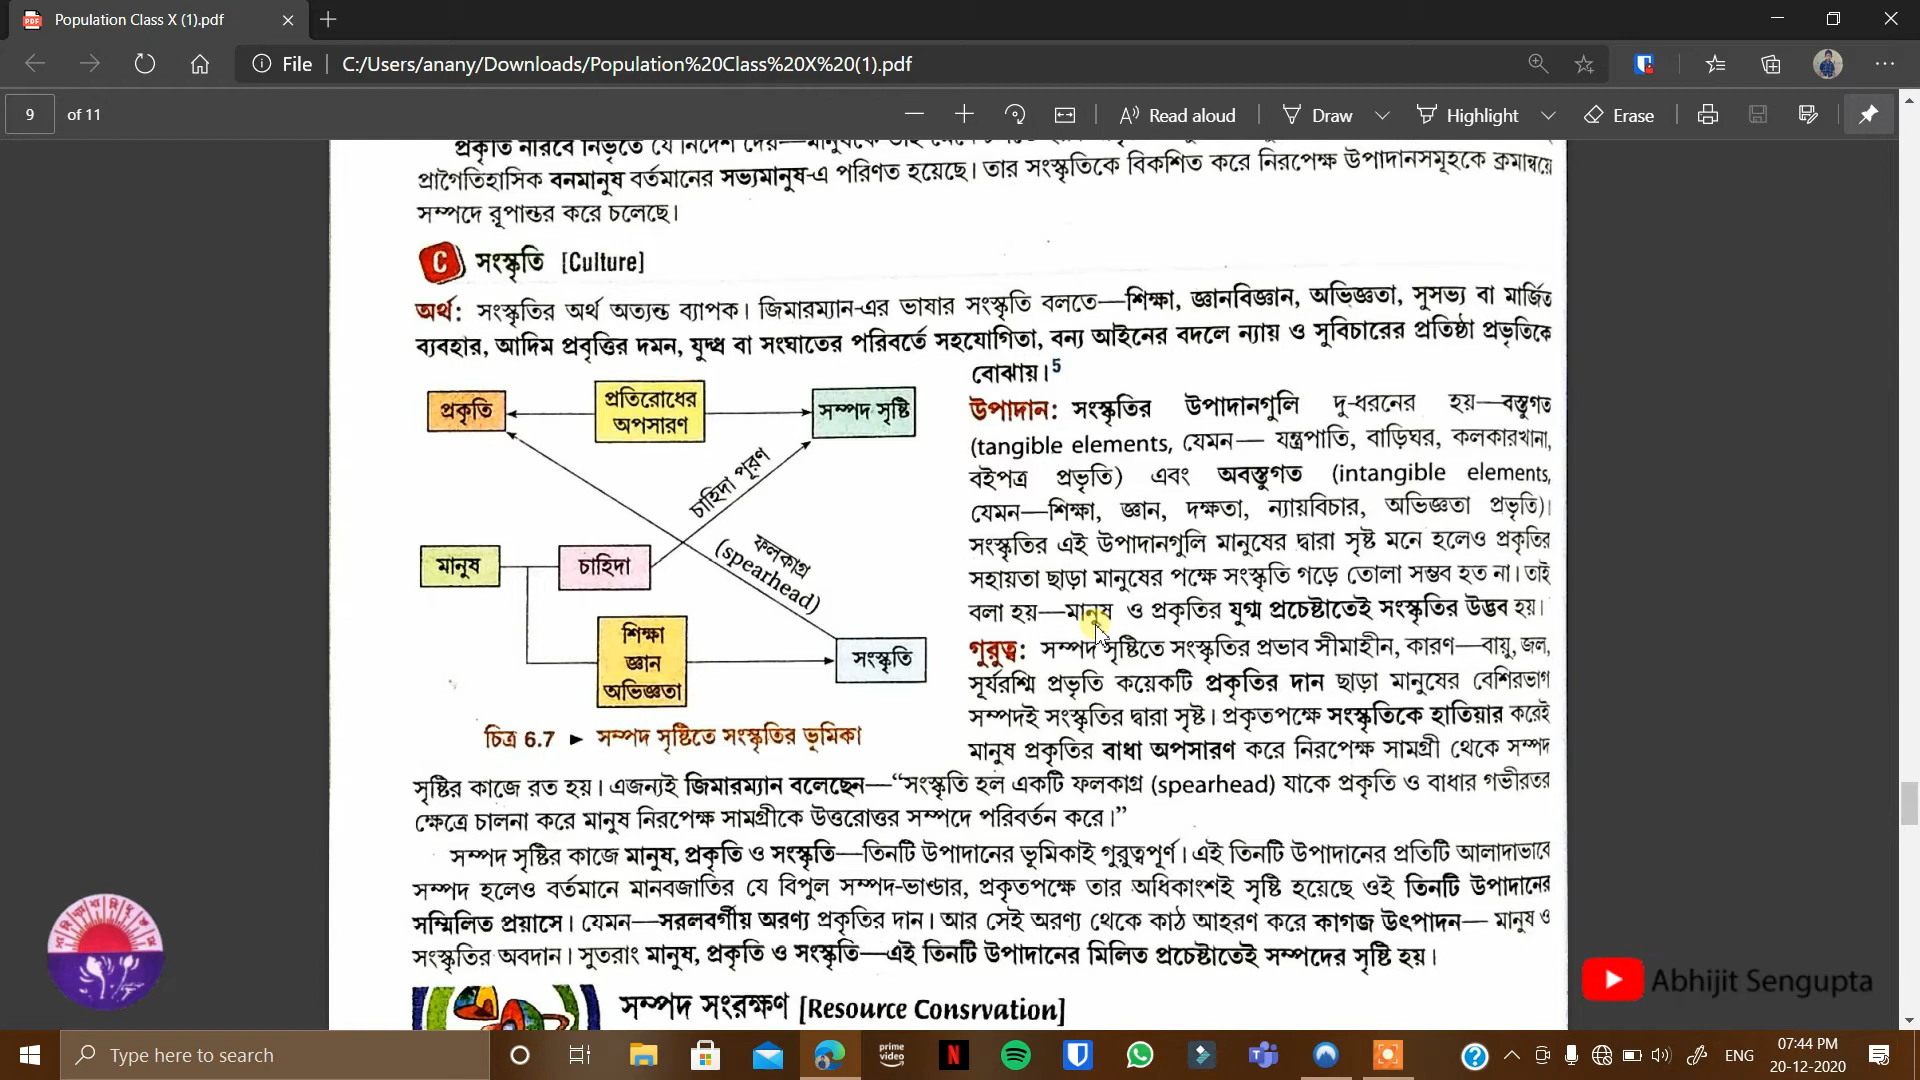 Population Class X (1).pdf
File
C:/Users/anany/Downloads/Population%20Class%20X%20(1).pdf
9 of 11
Read aloud
Draw
Highlight
Erase
প্রকৃতি নীরবে নিভৃতে যে নির্দেশ দেয়—মানুষকে তাই
প্রাগৈতিহাসিক বনমানুষ বর্তমানের সভ্যমানুষ-এ পরিণত হয়েছে। তার সংস্কৃতিকে বিকশিত করে নিরপেক্ষ উপাদানসমূহকে ক্রমান্বয়ে
সম্পদে রূপান্তর করে চলেছে।
C সংস্কৃতি [Culture]
অর্থ: সংস্কৃতির অর্থ অত্যন্ত ব্যাপক। জিমারম্যান-এর ভাষার সংস্কৃতি বলতে—শিক্ষা, জ্ঞানবিজ্ঞান, অভিজ্ঞতা, সুসভ্য বা মার্জিত
ব্যবহার, আদিম প্রবৃত্তির দমন, যুদ্ধ বা সংঘাতের পরিবর্তে সহযোগিতা, বন্য আইনের বদলে ন্যায় ও সুবিচারের প্রতিষ্ঠা প্রভৃতিকে
বোঝায়।5
প্রকৃতি
প্রতিরোধের
অপসারণ
সম্পদ সৃষ্টি
চাহিদা পূরণ
ফলকাগ্র
(spearhead)
মানুষ
চাহিদা
শিক্ষা
জ্ঞান
অভিজ্ঞতা
সংস্কৃতি
চিত্র 6.7 ► সম্পদ সৃষ্টিতে সংস্কৃতির ভূমিকা
উপাদান: সংস্কৃতির উপাদানগুলি দু-ধরনের হয়—বস্তুগত
(tangible elements, যেমন— যন্ত্রপাতি, বাড়িঘর, কলকারখানা,
বইপত্র প্রভৃতি) এবং অবস্তুগত (intangible elements,
যেমন—শিক্ষা, জ্ঞান, দক্ষতা, ন্যায়বিচার, অভিজ্ঞতা প্রভৃতি)।
সংস্কৃতির এই উপাদানগুলি মানুষের দ্বারা সৃষ্ট মনে হলেও প্রকৃতির
সহায়তা ছাড়া মানুষের পক্ষে সংস্কৃতি গড়ে তোলা সম্ভব হত না। তাই
বলা হয়—মানুষ ও প্রকৃতির যুগ্ম প্রচেষ্টাতেই সংস্কৃতির উদ্ভব হয়।
গুরুত্ব: সম্পদ সৃষ্টিতে সংস্কৃতির প্রভাব সীমাহীন, কারণ—বায়ু, জল,
সূর্যরশ্মি প্রভৃতি কয়েকটি প্রকৃতির দান ছাড়া মানুষের বেশিরভাগ
সম্পদই সংস্কৃতির দ্বারা সৃষ্ট। প্রকৃতপক্ষে সংস্কৃতিকে হাতিয়ার করেই
মানুষ প্রকৃতির বাধা অপসারণ করে নিরপেক্ষ সামগ্রী থেকে সম্পদ
সৃষ্টির কাজে রত হয়। এজন্যই জিমারম্যান বলেছেন—“সংস্কৃতি হল একটি ফলকাগ্র (spearhead) যাকে প্রকৃতি ও বাধার গভীরতর
ক্ষেত্রে চালনা করে মানুষ নিরপেক্ষ সামগ্রীকে উত্তরোত্তর সম্পদে পরিবর্তন করে।”
সম্পদ সৃষ্টির কাজে মানুষ, প্রকৃতি ও সংস্কৃতি—তিনটি উপাদানের ভূমিকাই গুরুত্বপূর্ণ। এই তিনটি উপাদানের প্রতিটি আলাদাভাবে
সম্পদ হলেও বর্তমানে মানবজাতির যে বিপুল সম্পদ-ভাণ্ডার, প্রকৃতপক্ষে তার অধিকাংশই সৃষ্টি হয়েছে ওই তিনটি উপাদানের
সম্মিলিত প্রয়াসে। যেমন—সরলবর্গীয় অরণ্য প্রকৃতির দান। আর সেই অরণ্য থেকে কাঠ আহরণ করে কাগজ উৎপাদন— মানুষ ও
সংস্কৃতির অবদান। সুতরাং মানুষ, প্রকৃতি ও সংস্কৃতি—এই তিনটি উপাদানের মিলিত প্রচেষ্টাতেই সম্পদের সৃষ্টি হয়।
সম্পদ সংরক্ষণ [Resource Consrvation]
Abhijit Sengupta
Type here to search
prime video
N
ENG
07:44 PM
20-12-2020